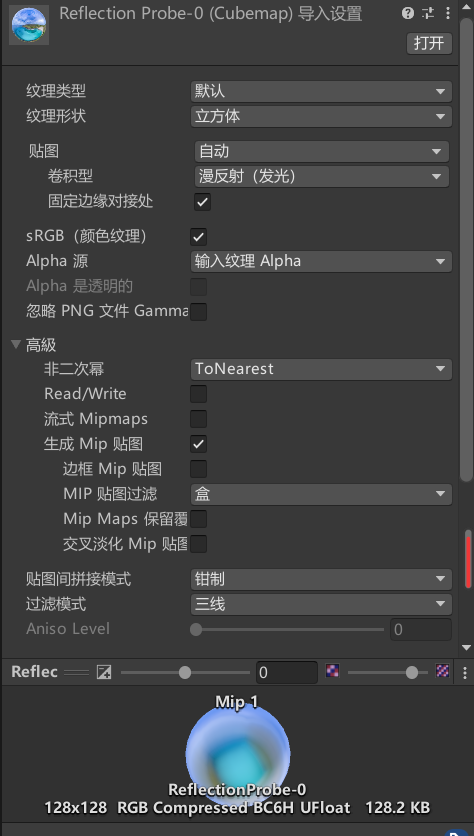 Reflection Probe-0 (Cubemap) 导入设置
打开
纹理类型 默认
纹理形状 立方体
贴图 自动
卷积型 漫反射（发光）
固定边缘对接处
sRGB（颜色纹理）
Alpha 源 输入纹理 Alpha
Alpha 是透明的
忽略 PNG 文件 Gamma
高級
非二次幂 ToNearest
Read/Write
流式 Mipmaps
生成 Mip 贴图
边框 Mip 贴图
MIP 贴图过滤 盒
Mip Maps 保留覆
交叉淡化 Mip 贴图
贴图间拼接模式 钳制
过滤模式 三线
Aniso Level 0
Reflec 0
Mip 1
ReflectionProbe-0
128x128 RGB Compressed BC6H UFloat 128.2 KB